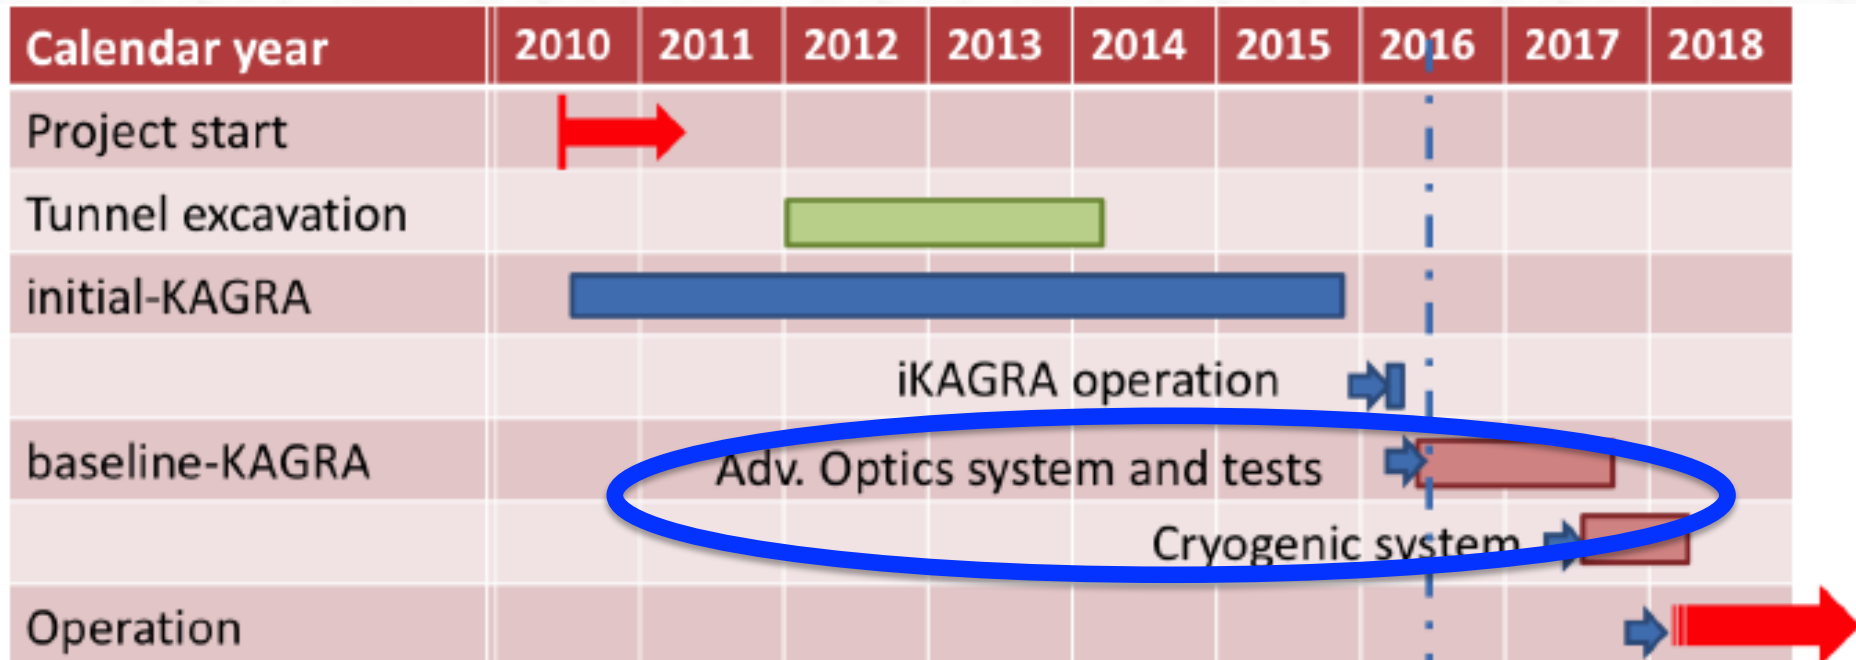 Calendar year 2010 2011 2012 2013 2014 2015 2016 2017 2018
Project start
Tunnel excavation
initial-KAGRA
iKAGRA operation
baseline-KAGRA Adv. Optics system and tests
Cryogenic system
Operation